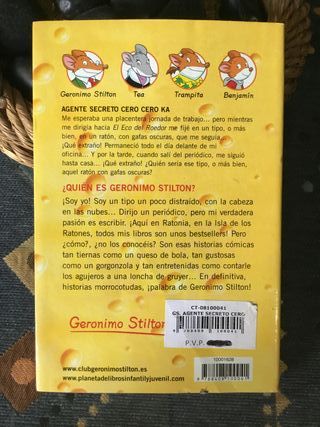 Geronimo Stilton Tea Trampita Benjamín
AGENTE SECRETO CERO CERO KA
Me esperaba una placentera jornada de trabajo... pero mientras
me dirigía hacia El Eco del Roedor me fijé en un tipo, o más
bien, en un ratón, con gafas oscuras, que me seguía...
¡Qué extraño! Permaneció todo el día delante de mi
oficina... Y por la tarde, cuando salí del periódico, me siguió
hasta casa... ¡Qué extraño! ¿Quién sería ese tipo, o más bien,
aquel ratón con gafas oscuras?
¿QUIÉN ES GERONIMO STILTON?
¡Soy yo! Soy un tipo un poco distraído, con la cabeza
en las nubes... Dirijo un periódico, pero mi verdadera
pasión es escribir. ¡Aquí en Ratonia, en la Isla de los
Ratones, todos mis libros son unos bestsellers! Pero
¿cómo?, ¿no los conocéis? Son esas historias cómicas
tan tiernas como un queso de bola, tan gustosas
como un gorgonzola y tan entretenidas como contarle
los agujeros a una loncha de gruyer... En definitiva,
historias morrocotudas, ¡palabra de Geronimo Stilton!
CT-08100041
GS. AGENTE SECRETO CERO
Geronimo Stilton
P.V.P.
10001628
www.clubgeronimostilton.es
www.planetadelibrosinfantilyjuvenil.com